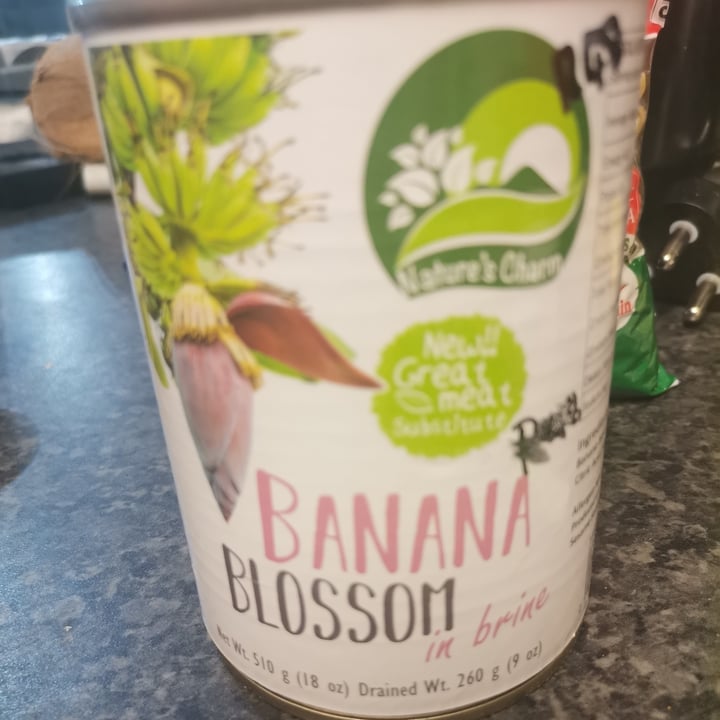 Nature's Charm
New!!
Great
meat
Substitute
BANANA
BLOSSOM
in brine
Net Wt. 510 g (18 oz) Drained Wt. 260 g (9 oz)